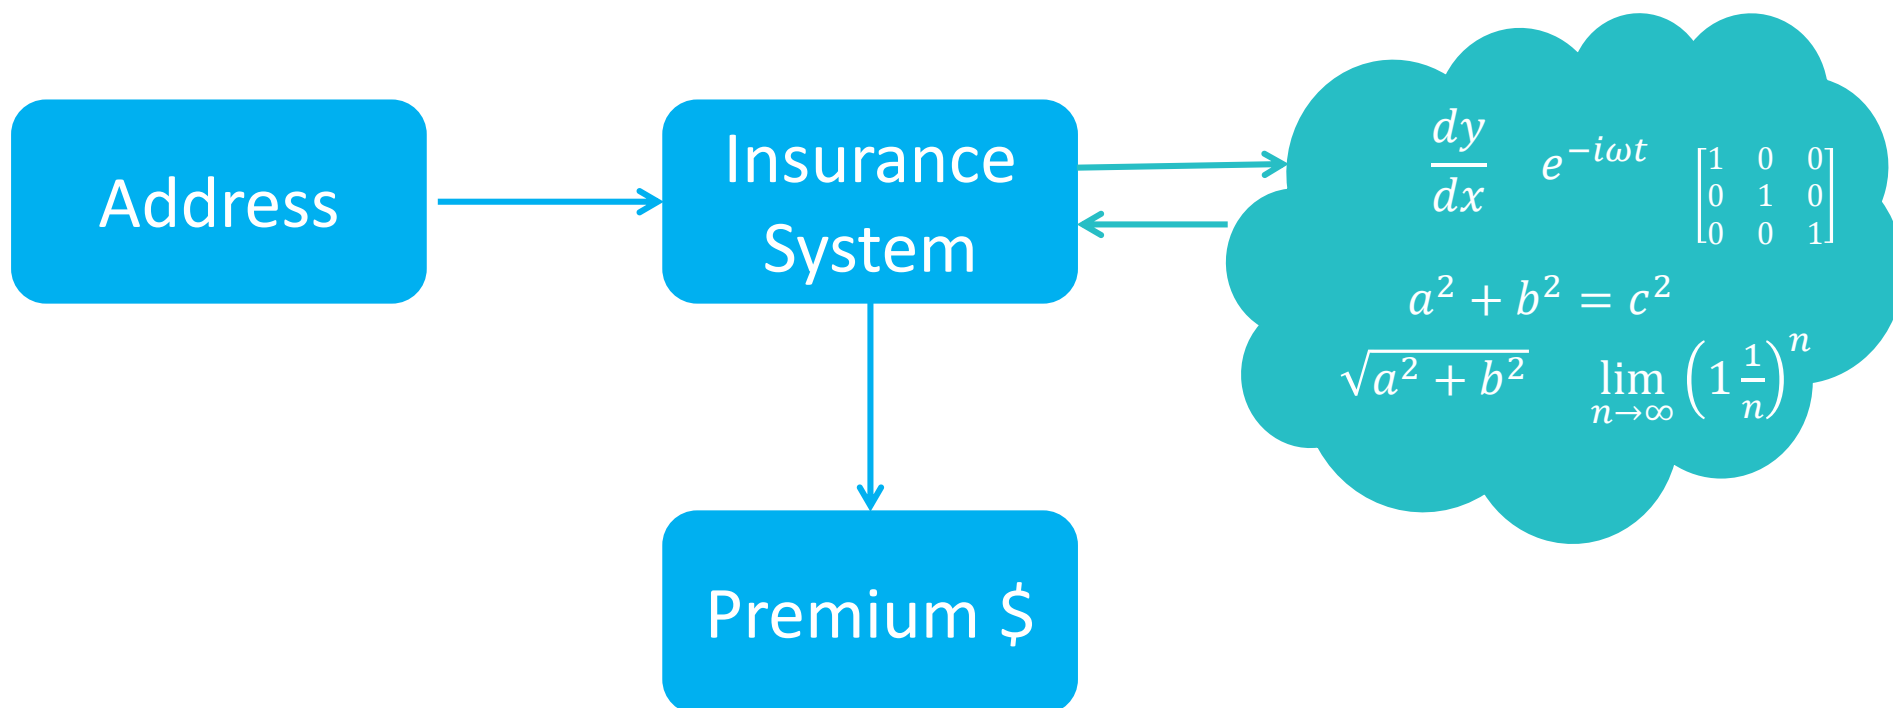 Address
Insurance
System
dy/dx e^{-iωt} [1 0 0
0 1 0
0 0 1]
a² + b² = c²
√(a² + b²) lim n→∞ (1 1/n)^n
Premium $